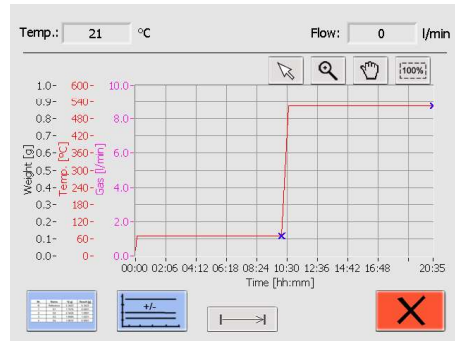 Temp.: 21 °C Flow: 0 l/min
100%
1.0 600 10.0
0.9 540
0.8 480 8.0
0.7 420
0.6 360 6.0
0.5 300
0.4 240 4.0
0.3 180
0.2 120 2.0
0.1 60
0.0 0 0.0
Weight [g]
Temp. [°C]
Gas [l/min]
00:00 02:06 04:12 06:18 08:24 10:30 12:36 14:42 16:48 20:35
Time [hh:mm]
+/-